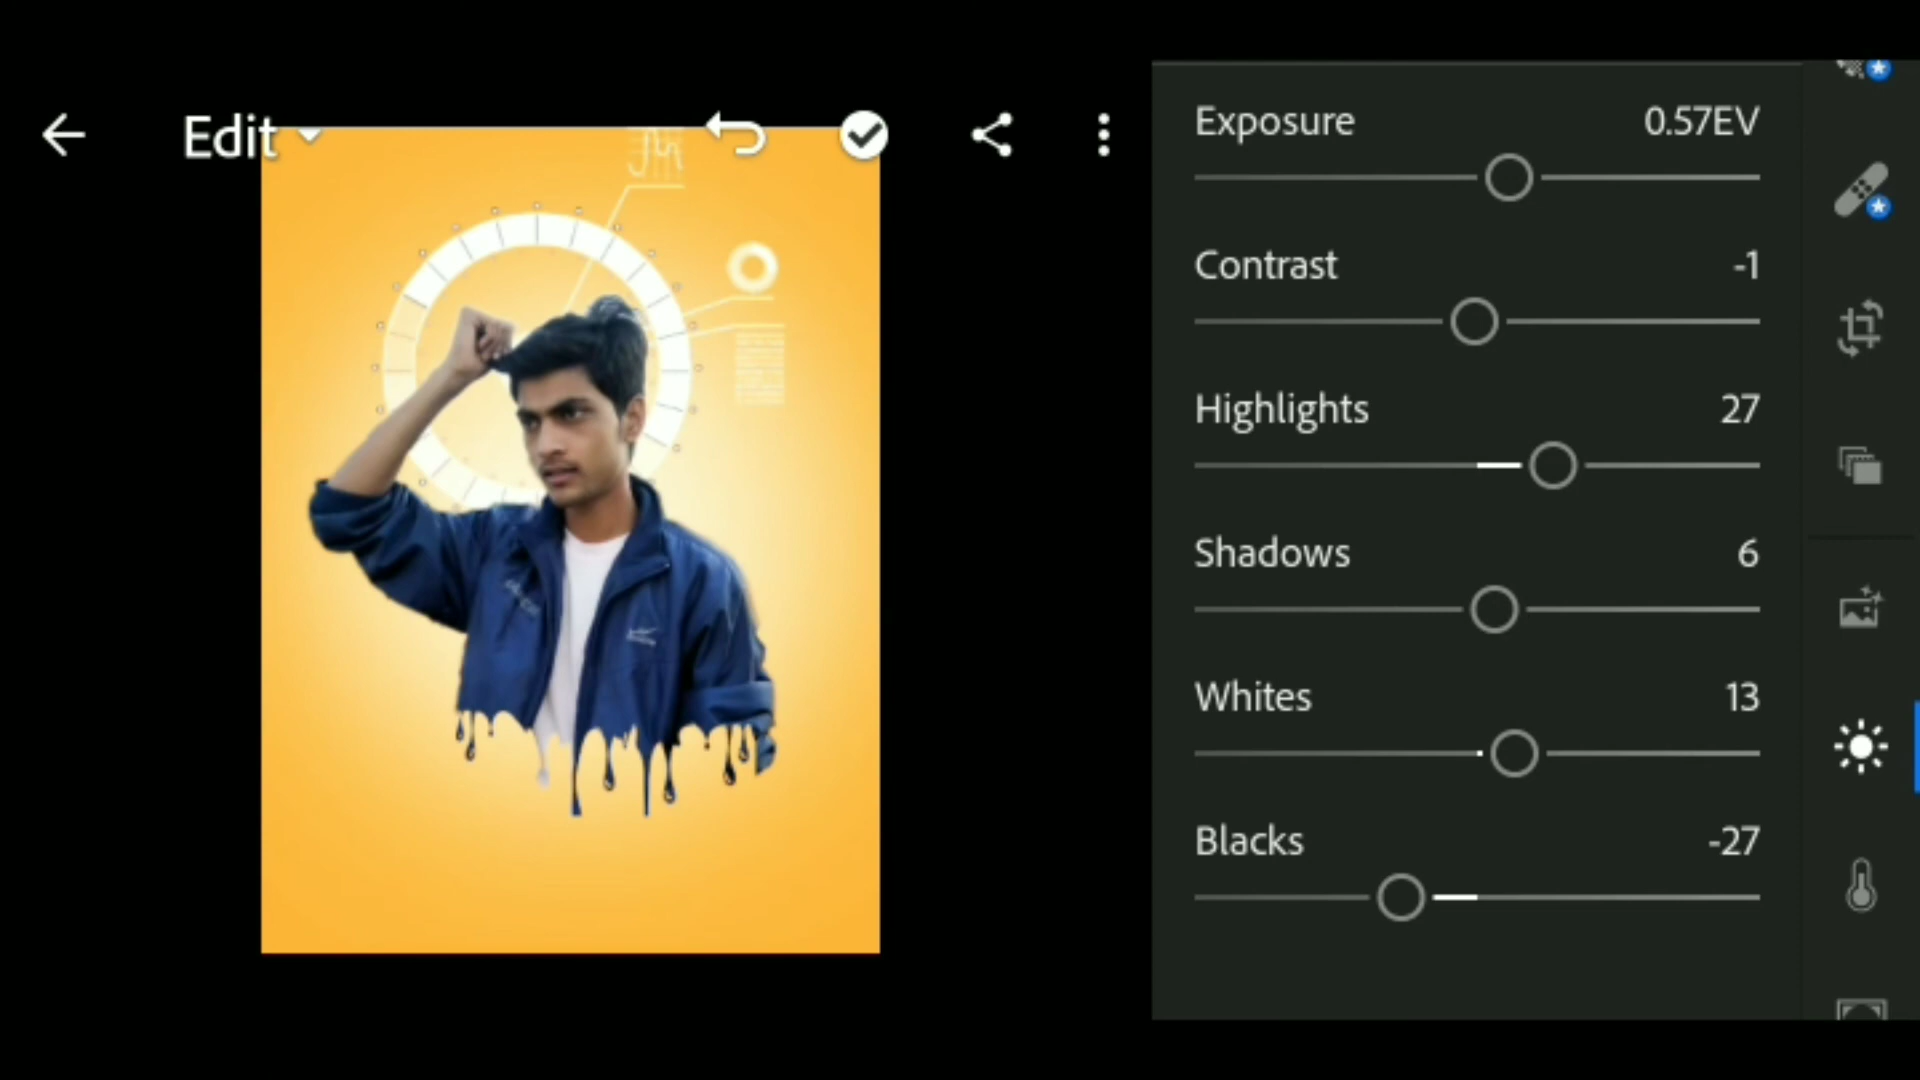 Edit
Exposure 0.57EV
Contrast -1
Highlights 27
Shadows 6
Whites 13
Blacks -27